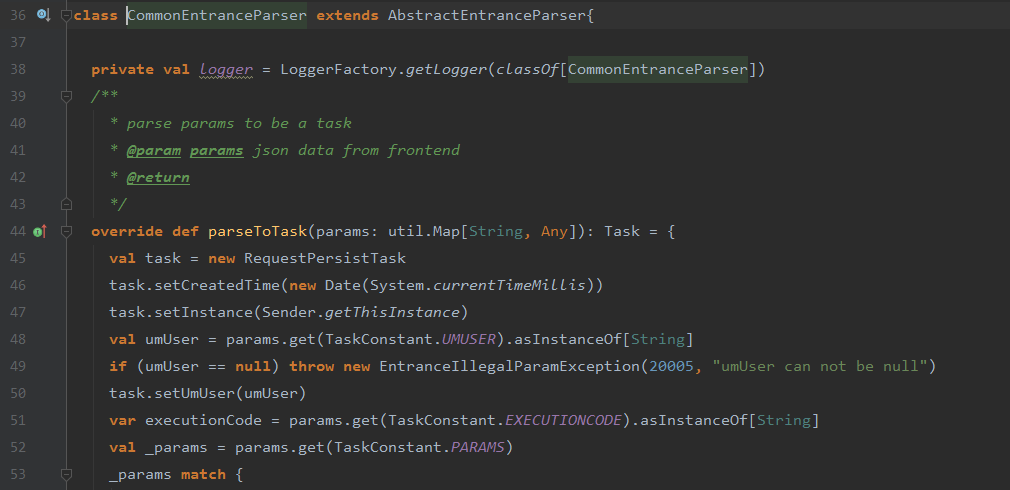 36 class CommonEntranceParser extends AbstractEntranceParser{
37
38 private val logger = LoggerFactory.getLogger(classOf[CommonEntranceParser])
39 /**
40 * parse params to be a task
41 * @param params json data from frontend
42 * @return
43 */
44 override def parseToTask(params: util.Map[String, Any]): Task = {
45 val task = new RequestPersistTask
46 task.setCreatedTime(new Date(System.currentTimeMillis))
47 task.setInstance(Sender.getThisInstance)
48 val umUser = params.get(TaskConstant.UMUSER).asInstanceOf[String]
49 if (umUser == null) throw new EntranceIllegalParamException(20005, "umUser can not be null")
50 task.setUmUser(umUser)
51 var executionCode = params.get(TaskConstant.EXECUTIONCODE).asInstanceOf[String]
52 val _params = params.get(TaskConstant.PARAMS)
53 _params match {